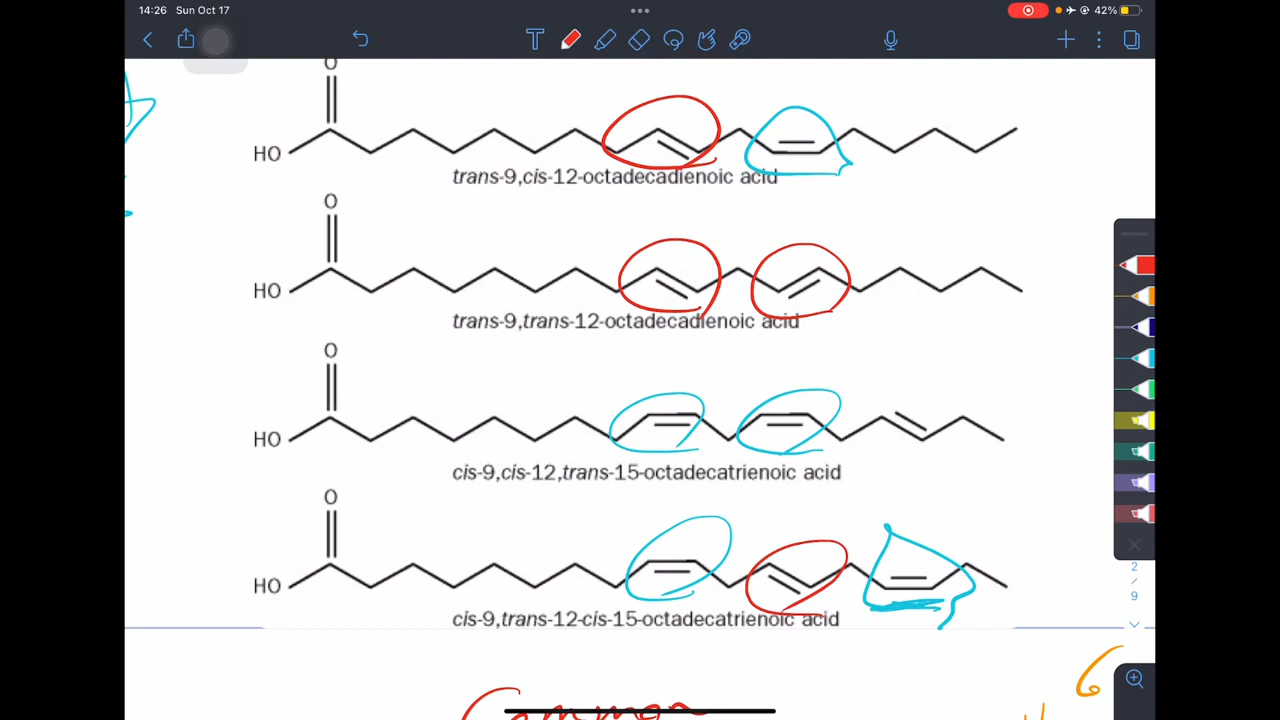 14:26 Sun Oct 17
42%
T
O
HO
trans-9,cis-12-octadecadienoic acid
O
HO
trans-9,trans-12-octadecadienoic acid
O
HO
cis-9,cis-12,trans-15-octadecatrienoic acid
O
HO
cis-9,trans-12-cis-15-octadecatrienoic acid
2
/
9
6
Common